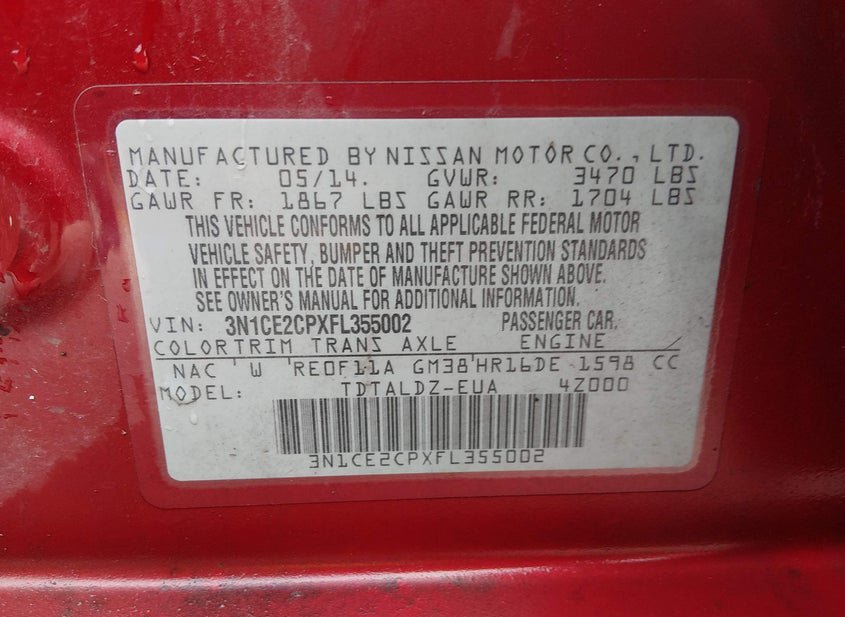 MANUFACTURED BY NISSAN MOTOR CO., LTD.
DATE: 05/14. GVWR: 3470 LBS
GAWR FR: 1867 LBS GAWR RR: 1704 LBS
THIS VEHICLE CONFORMS TO ALL APPLICABLE FEDERAL MOTOR
VEHICLE SAFETY, BUMPER AND THEFT PREVENTION STANDARDS
IN EFFECT ON THE DATE OF MANUFACTURE SHOWN ABOVE.
SEE OWNER'S MANUAL FOR ADDITIONAL INFORMATION.
VIN: 3N1CE2CPXFL355002 PASSENGER CAR.
COLORTRIM TRANS AXLE ENGINE /
NAC W RE0F11A GM38 HR16DE 1598 CC
MODEL: TDTALDZ-EUA 4Z000
3N1CE2CPXFL355002